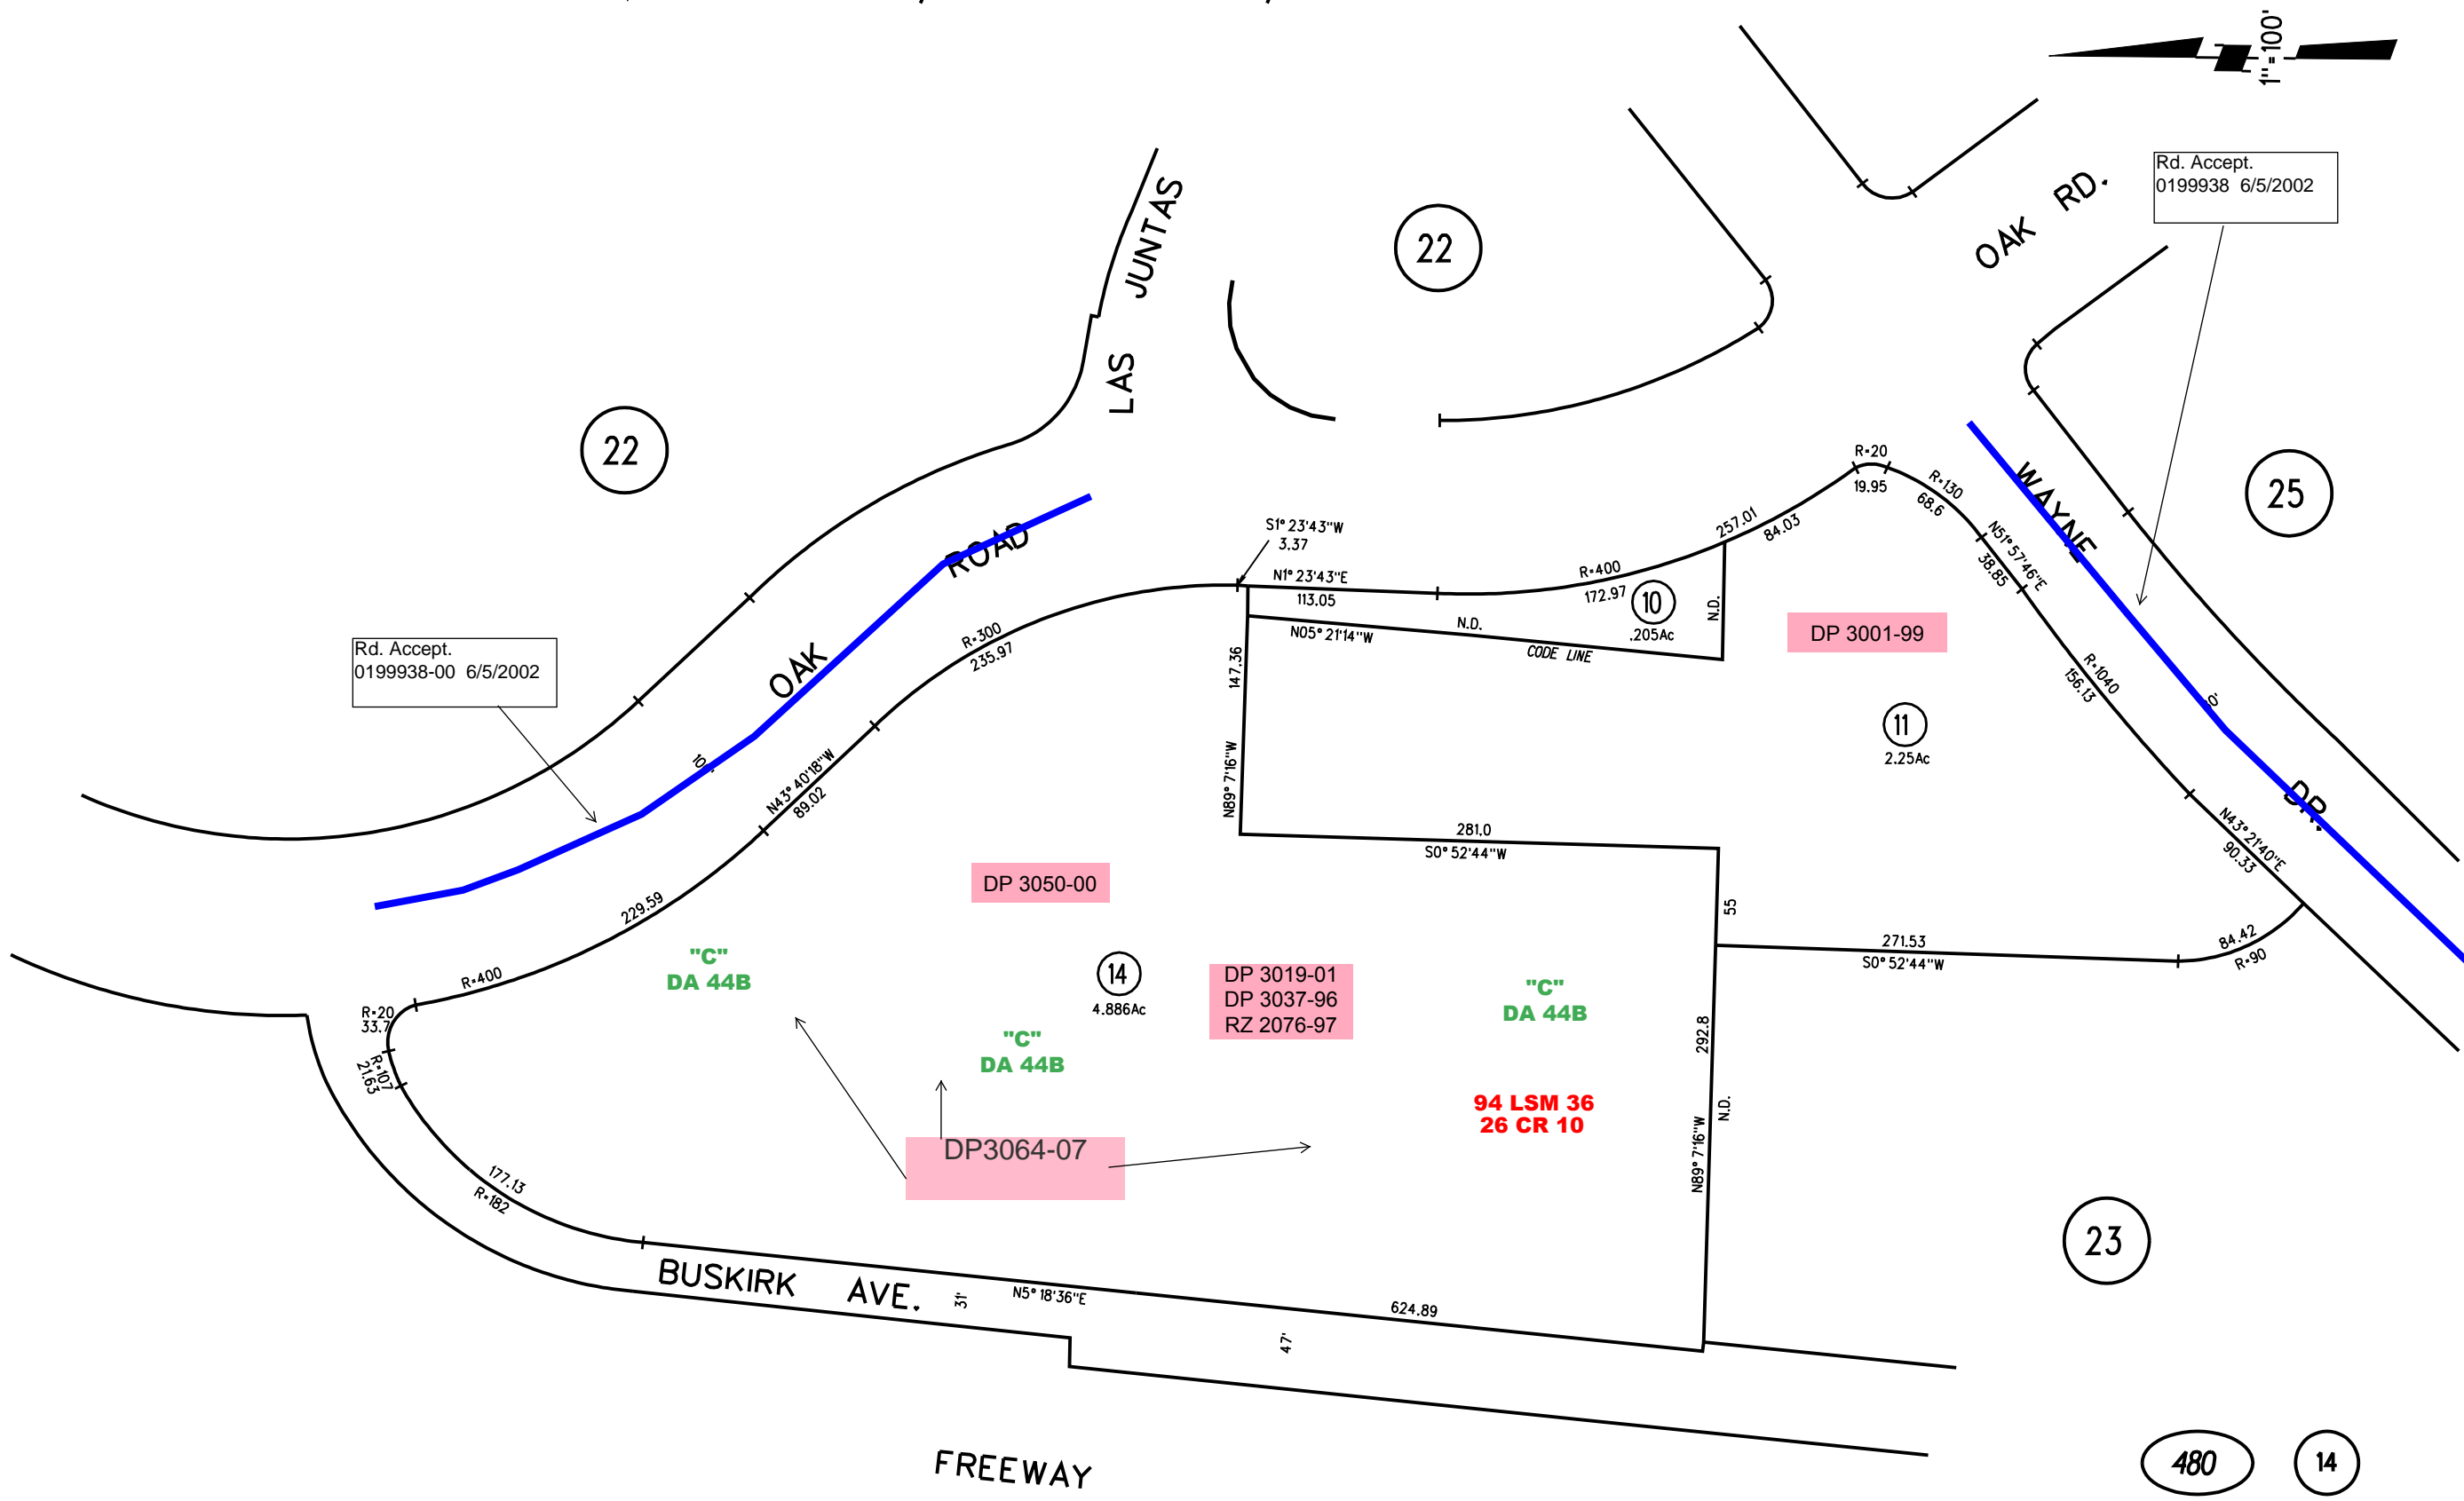 1"=100'
Rd. Accept.
0199938 6/5/2002
OAK RD.
LAS JUNTAS
22
22
25
WAYNE DR.
R=20
19.95
R=130
68.6
N51°57'46"E
38.85
S1°23'43"W
3.37
257.01
84.03
OAK ROAD
N1°23'43"E
113.05
R=400
172.97
10
.205Ac
N.D.
N.D.
N05°21'14"W
CODE LINE
DP 3001-99
R=300
235.97
147.36
N89°7'16"W
Rd. Accept.
0199938-00 6/5/2002
R=1040
156.13
11
2.25Ac
N43°40'18"W
89.02
N43°21'40"E
90.33
281.0
S0°52'44"W
DP 3050-00
55
229.59
271.53
S0°52'44"W
84.42
R=90
"C"
DA 44B
R=400
14
4.886Ac
DP 3019-01
DP 3037-96
RZ 2076-97
"C"
DA 44B
R=20
33.7
R=107
21.63
"C"
DA 44B
292.8
N.D.
N89°7'16"W
94 LSM 36
26 CR 10
DP3064-07
177.13
R=182
23
BUSKIRK AVE.
31'
N5°18'36"E
624.89
47'
FREEWAY
480
14